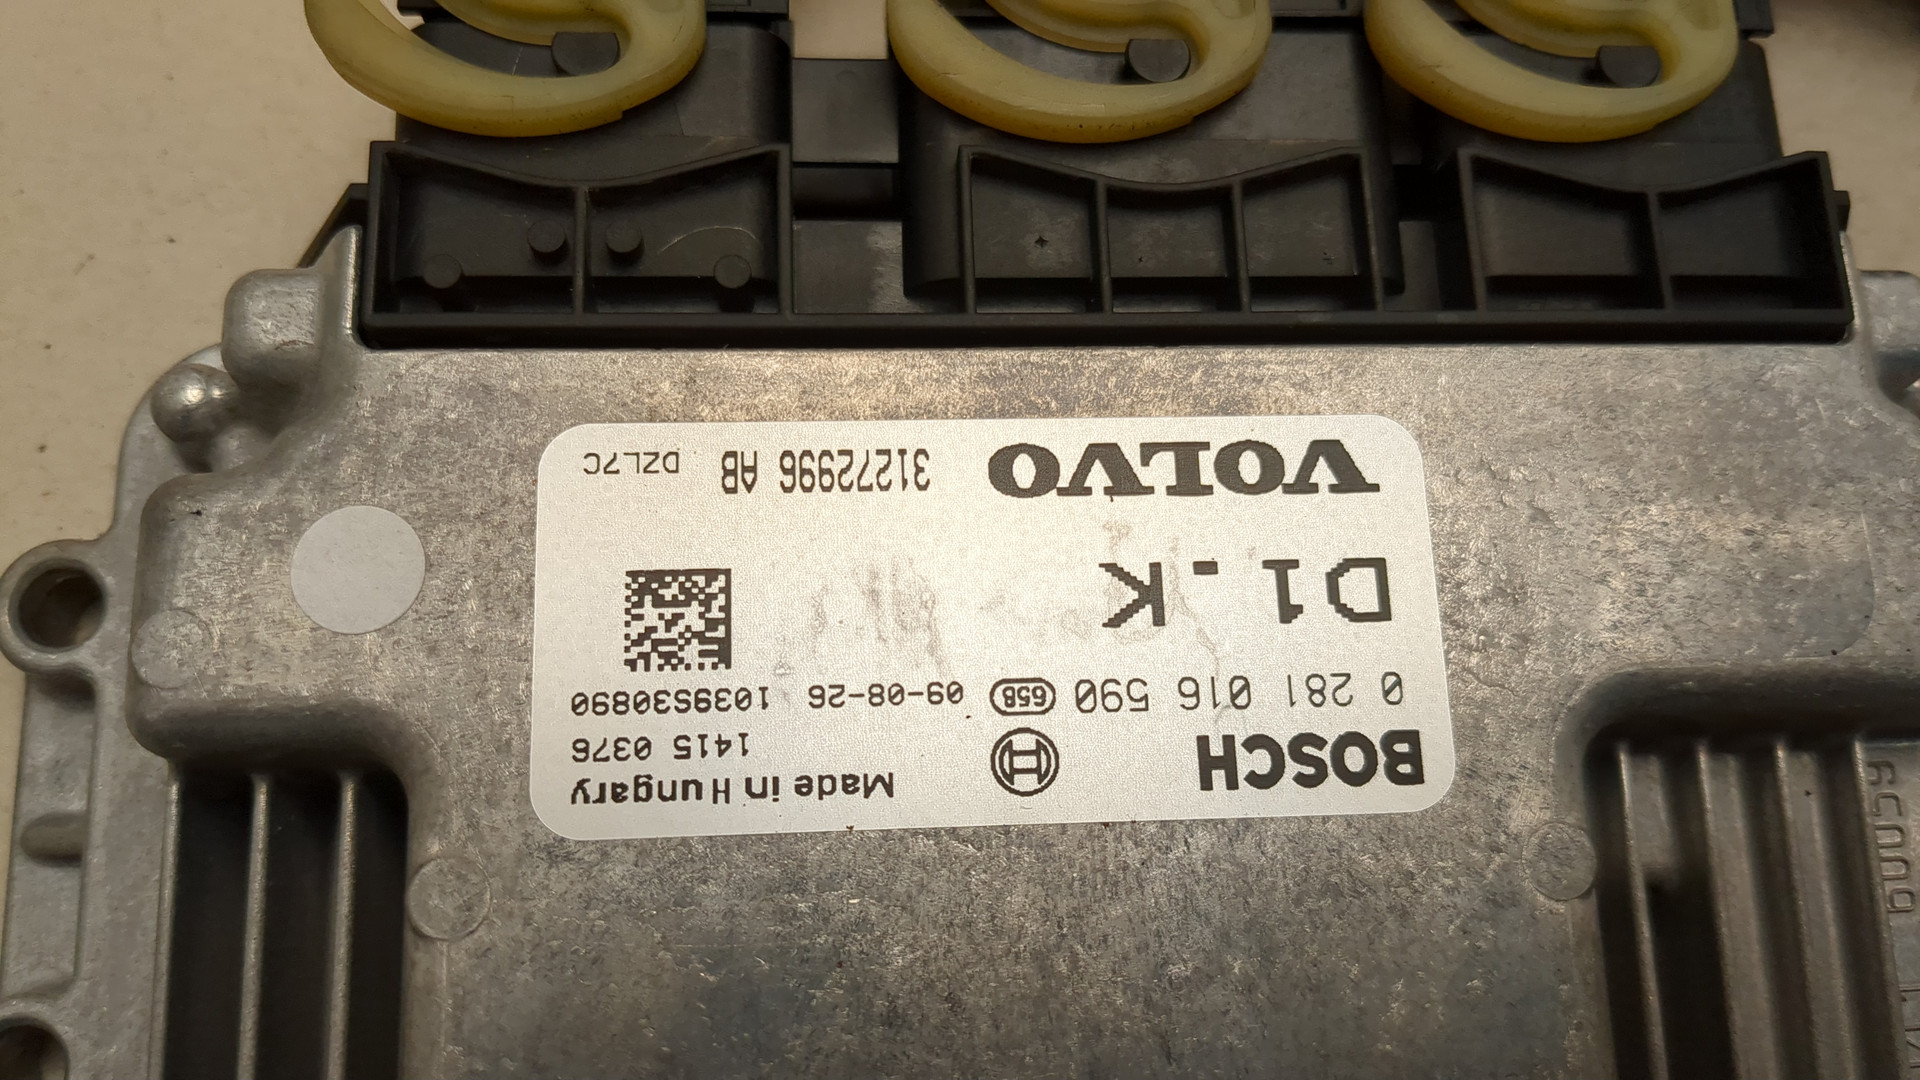 BOSCH Made in Hungary
1415 0376
0 281 016 590 65B 09-08-26 1039S30890
D1_K
VOLVO 31272996 AB DZL7C